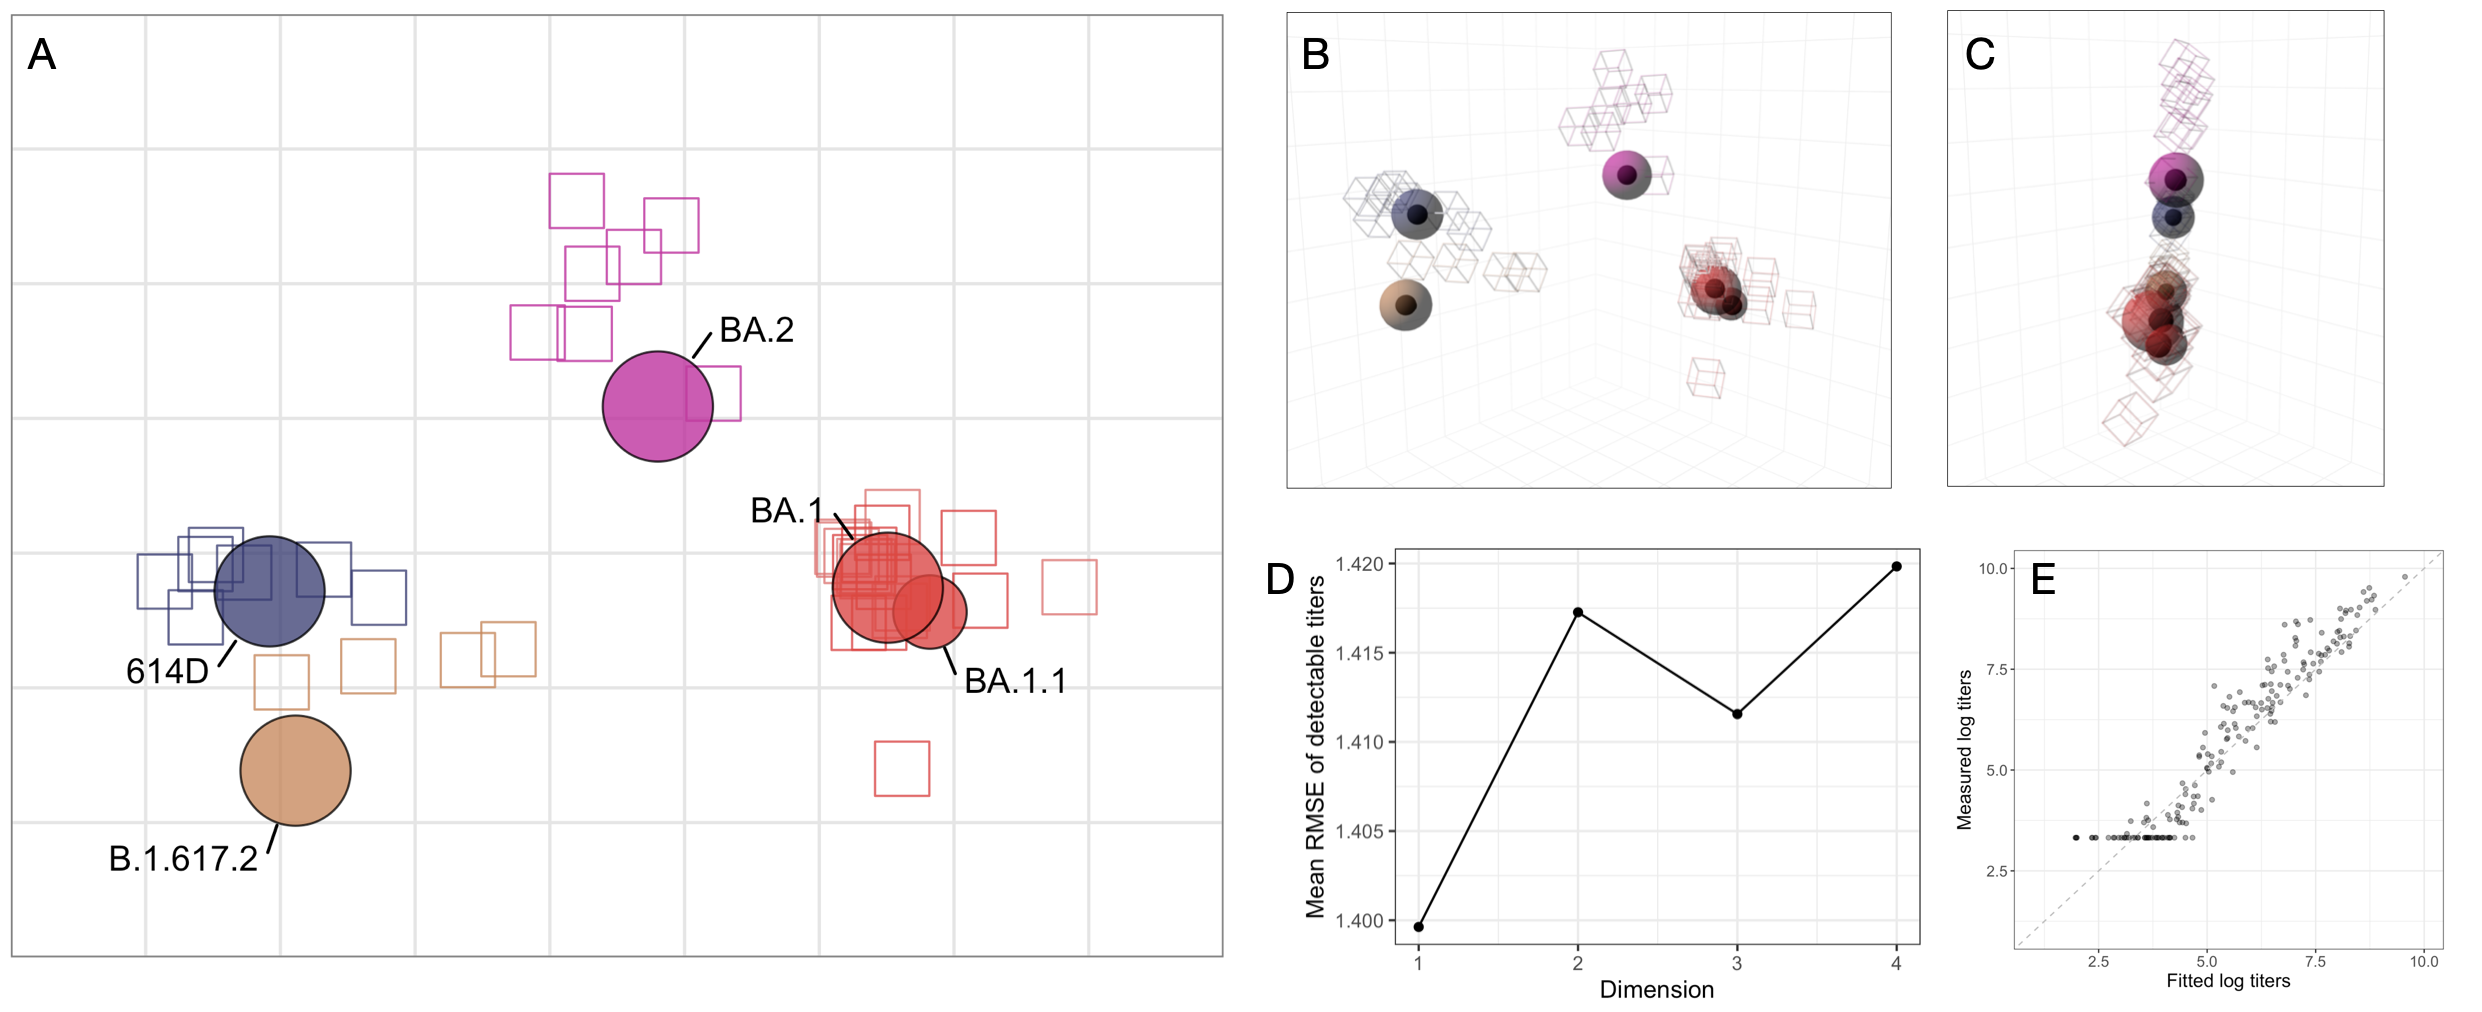 A
BA.2
BA.1
BA.1.1
614D
B.1.617.2
B
C
D
Mean RMSE of detectable titers
1.420
1.415
1.410
1.405
1.400
1 2 3 4
Dimension
E
Measured log titers
10.0
7.5
5.0
2.5
2.5 5.0 7.5 10.0
Fitted log titers